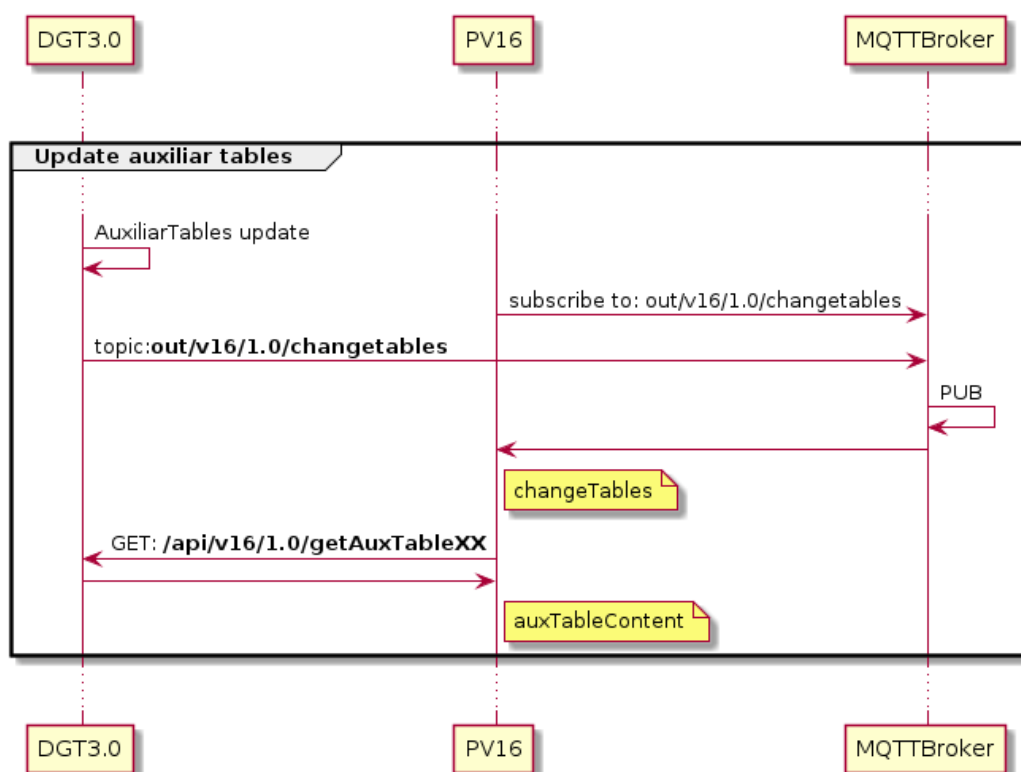 DGT3.0
PV16
MQTTBroker
Update auxiliar tables
AuxiliarTables update
subscribe to: out/v16/1.0/changetables
topic:out/v16/1.0/changetables
PUB
changeTables
GET: /api/v16/1.0/getAuxTableXX
auxTableContent
DGT3.0
PV16
MQTTBroker